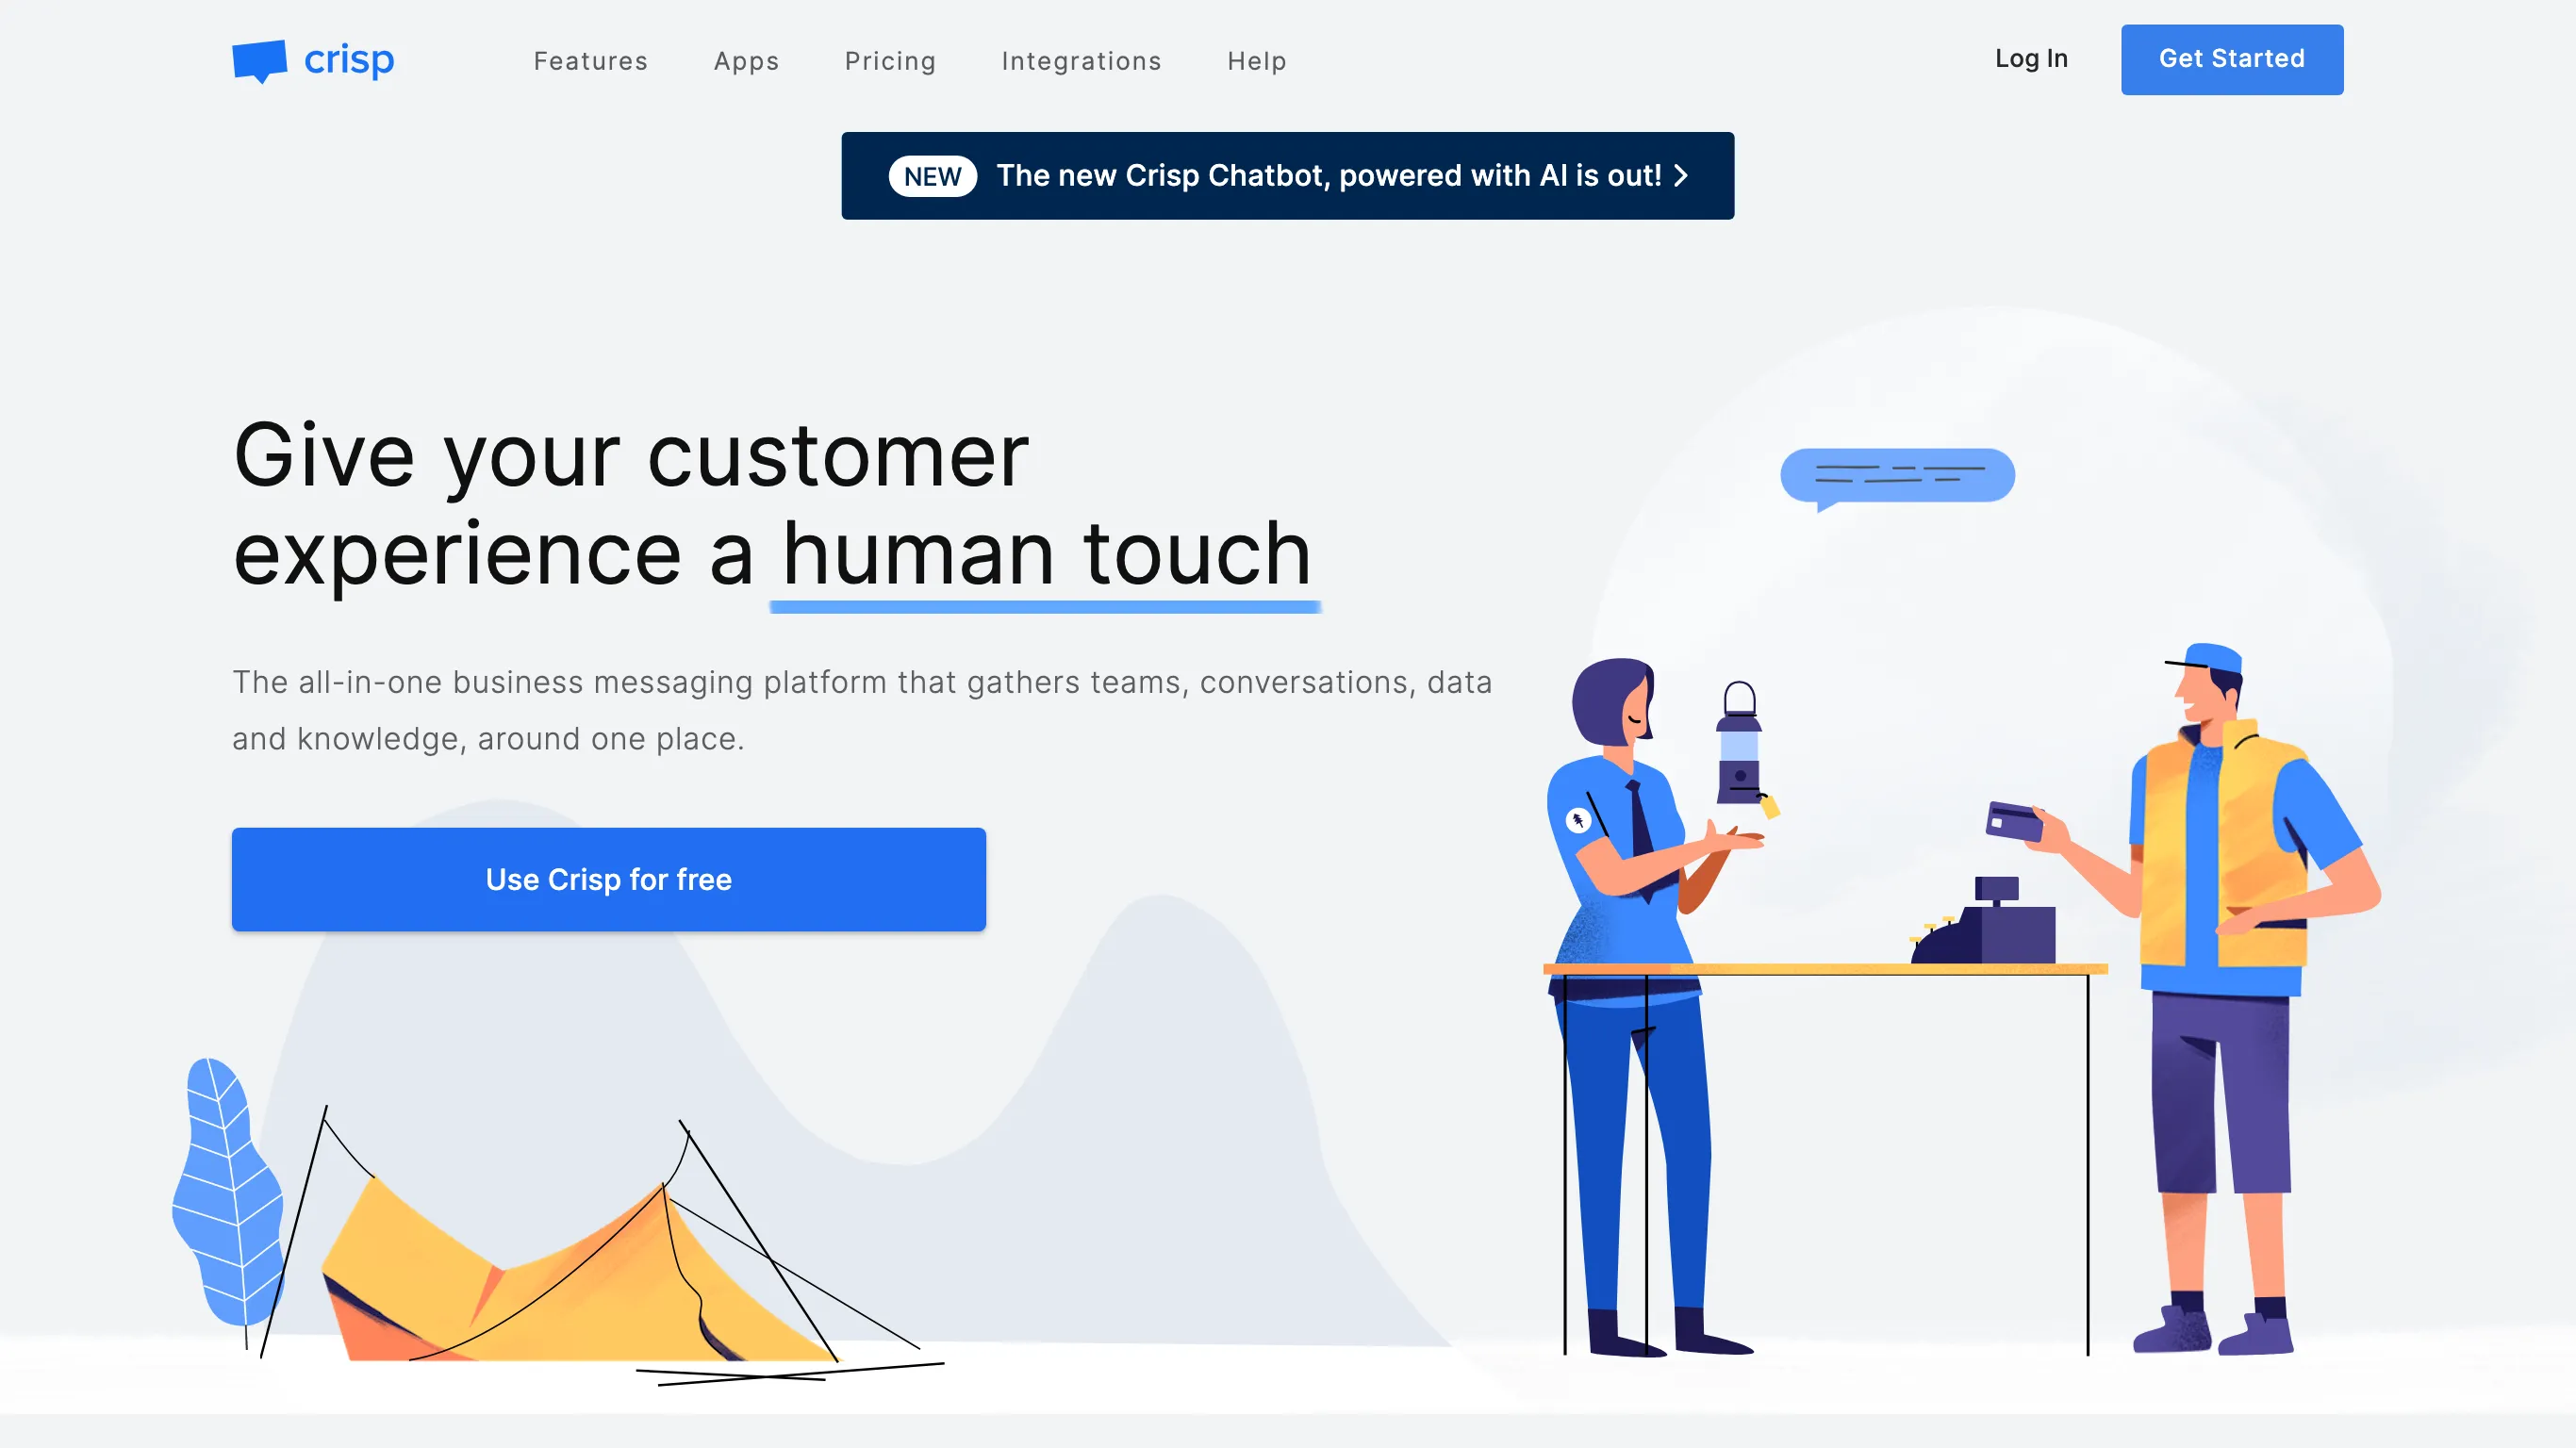 crisp
Features
Apps
Pricing
Integrations
Help
Log In
Get Started
NEW The new Crisp Chatbot, powered with AI is out!
Give your customer
experience a human touch
The all-in-one business messaging platform that gathers teams, conversations, data
and knowledge, around one place.
Use Crisp for free